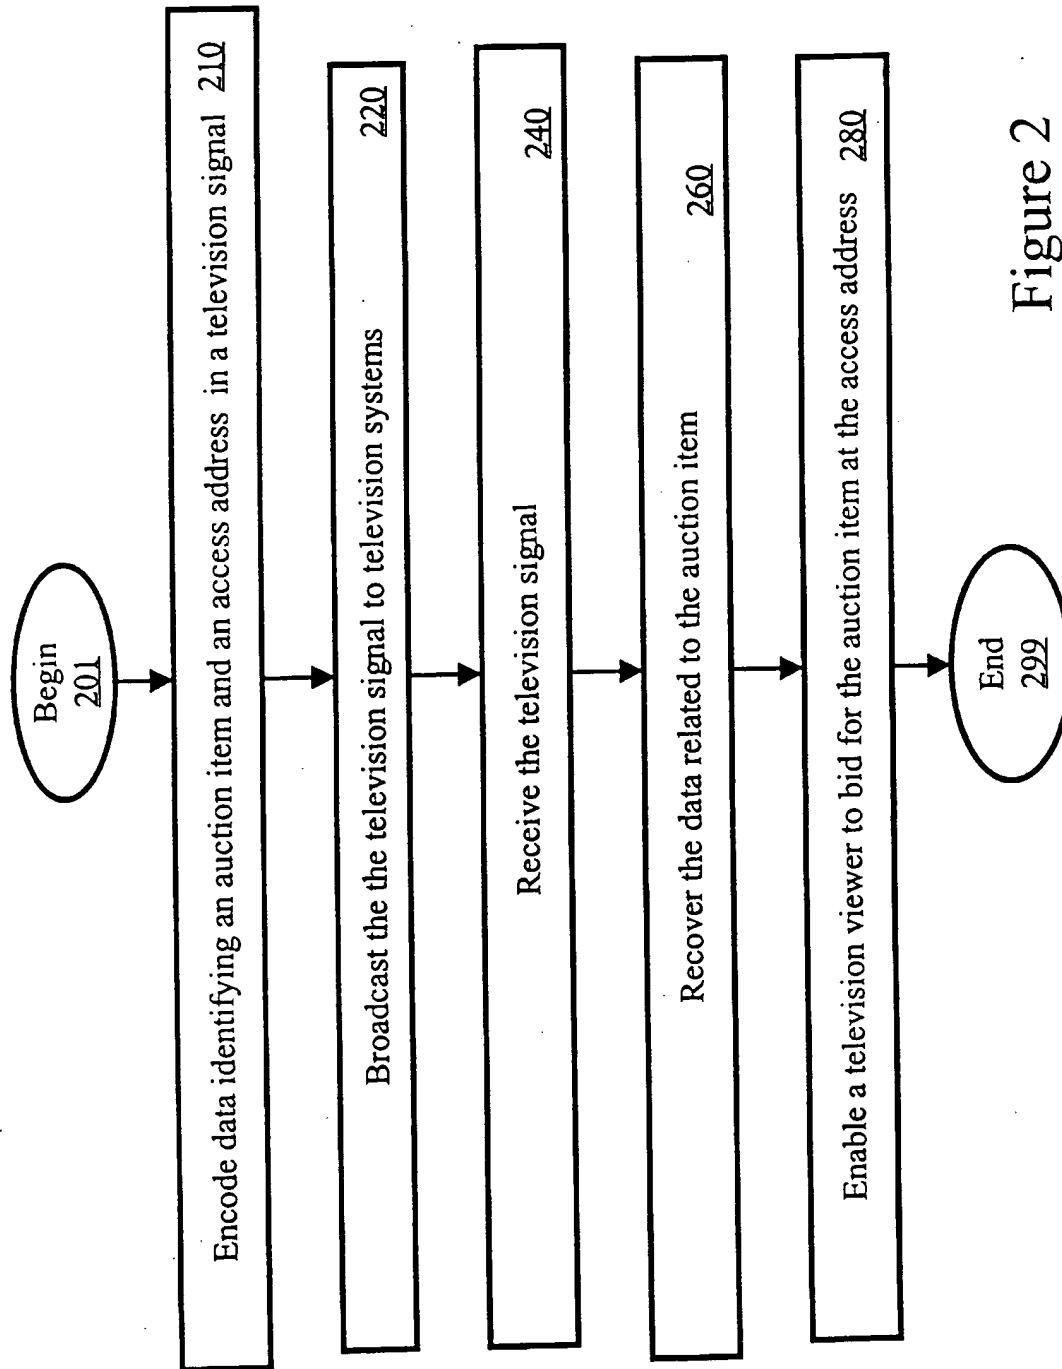 Begin
201
Encode data identifying an auction item and an access address in a television signal 210
Broadcast the the television signal to television systems 220
Receive the television signal 240
Recover the data related to the auction item 260
Enable a television viewer to bid for the auction item at the access address 280
End
299
Figure 2